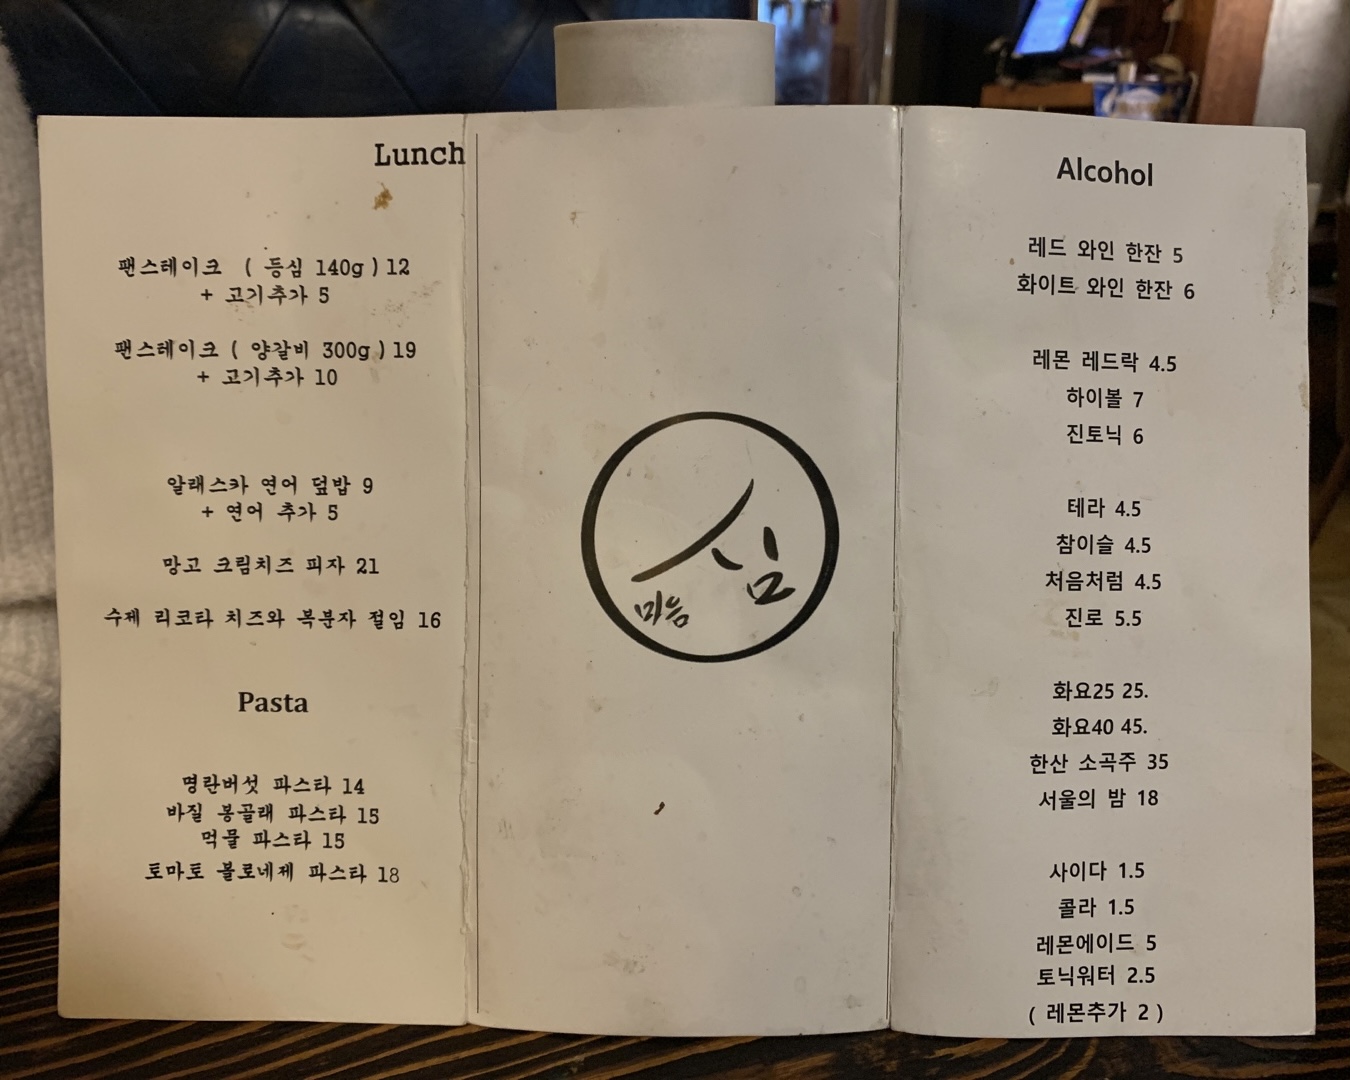 Lunch
팬스테이크 ( 등심 140g ) 12
+ 고기추가 5
팬스테이크 ( 양갈비 300g ) 19
+ 고기추가 10
알래스카 연어 덮밥 9
+ 연어 추가 5
망고 크림치즈 피자 21
수제 리코타 치즈와 복분자 절임 16
Pasta
명란버섯 파스타 14
바질 봉골래 파스타 15
먹물 파스타 15
토마토 볼로네제 파스타 18
심
마음
Alcohol
레드 와인 한잔 5
화이트 와인 한잔 6
레몬 레드락 4.5
하이볼 7
진토닉 6
테라 4.5
참이슬 4.5
처음처럼 4.5
진로 5.5
화요25 25.
화요40 45.
한산 소곡주 35
서울의 밤 18
사이다 1.5
콜라 1.5
레몬에이드 5
토닉워터 2.5
( 레몬추가 2 )